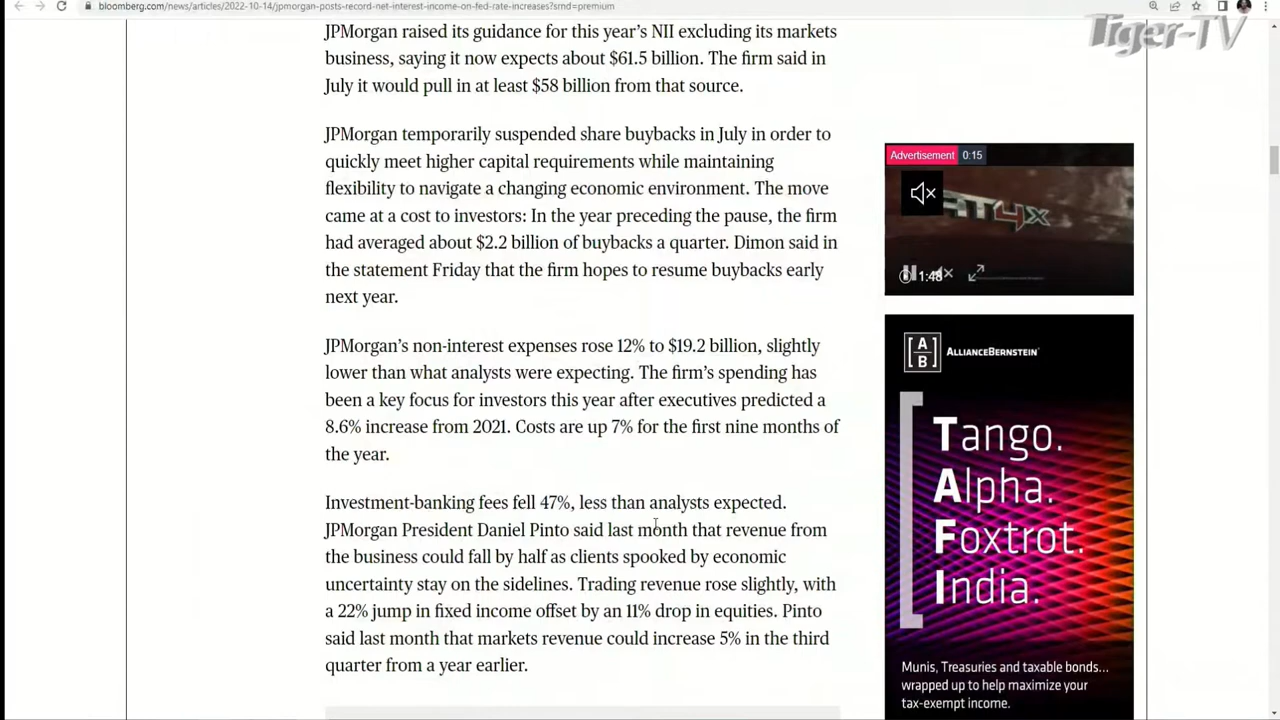 bloomberg.com/news/articles/2022-10-14/jpmorgan-posts-record-net-interest-income-on-fed-rate-increases?srnd=premium
Tiger-TV
JPMorgan raised its guidance for this year's NII excluding its markets
business, saying it now expects about $61.5 billion. The firm said in
July it would pull in at least $58 billion from that source.
JPMorgan temporarily suspended share buybacks in July in order to
quickly meet higher capital requirements while maintaining
flexibility to navigate a changing economic environment. The move
came at a cost to investors: In the year preceding the pause, the firm
had averaged about $2.2 billion of buybacks a quarter. Dimon said in
the statement Friday that the firm hopes to resume buybacks early
next year.
JPMorgan's non-interest expenses rose 12% to $19.2 billion, slightly
lower than what analysts were expecting. The firm's spending has
been a key focus for investors this year after executives predicted a
8.6% increase from 2021. Costs are up 7% for the first nine months of
the year.
Investment-banking fees fell 47%, less than analysts expected.
JPMorgan President Daniel Pinto said last month that revenue from
the business could fall by half as clients spooked by economic
uncertainty stay on the sidelines. Trading revenue rose slightly, with
a 22% jump in fixed income offset by an 11% drop in equities. Pinto
said last month that markets revenue could increase 5% in the third
quarter from a year earlier.
Advertisement 0:15
AT4X
1:48
[A B] ALLIANCEBERNSTEIN
Tango.
Alpha.
Foxtrot.
India.
Munis, Treasuries and taxable bonds...
wrapped up to help maximize your
tax-exempt income.